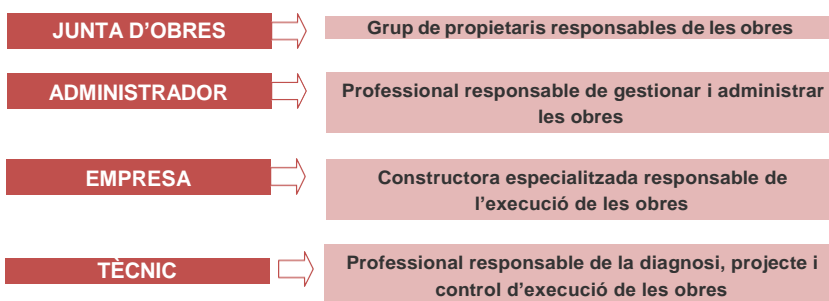 JUNTA D'OBRES
Grup de propietaris responsables de les obres
ADMINISTRADOR
Professional responsable de gestionar i administrar
les obres
EMPRESA
Constructora especialitzada responsable de
l'execució de les obres
TÈCNIC
Professional responsable de la diagnosi, projecte i
control d'execució de les obres